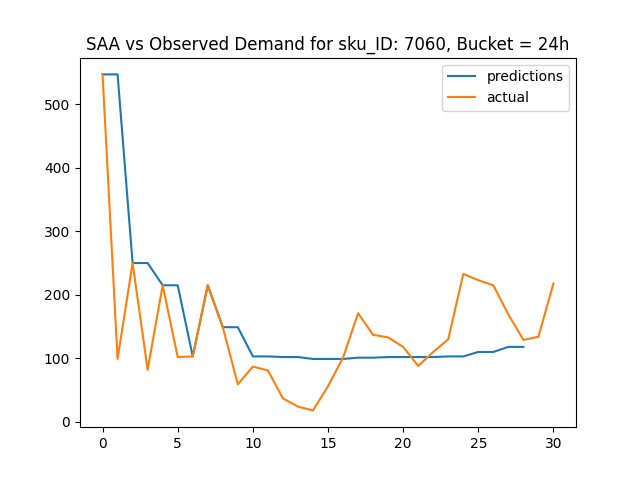 SAA vs Observed Demand for sku_ID: 7060, Bucket = 24h
predictions
actual
500
400
300
200
100
0
0 5 10 15 20 25 30